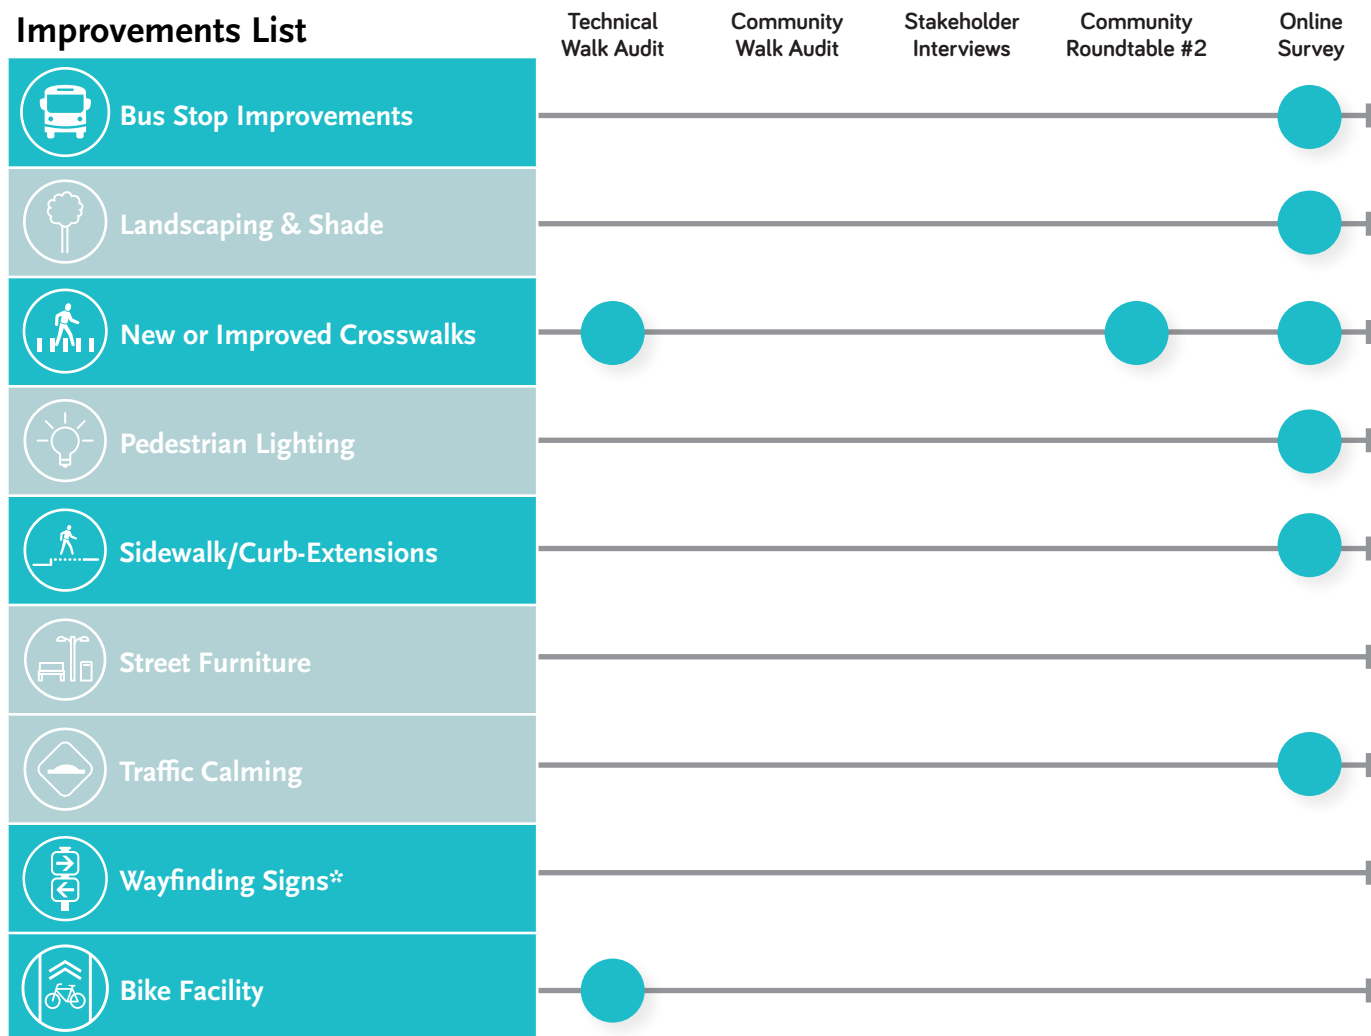 Improvements List
Technical
Walk Audit
Community
Walk Audit
Stakeholder
Interviews
Community
Roundtable #2
Online
Survey
Bus Stop Improvements
Landscaping & Shade
New or Improved Crosswalks
Pedestrian Lighting
Sidewalk/Curb-Extensions
Street Furniture
Traffic Calming
Wayfinding Signs*
Bike Facility